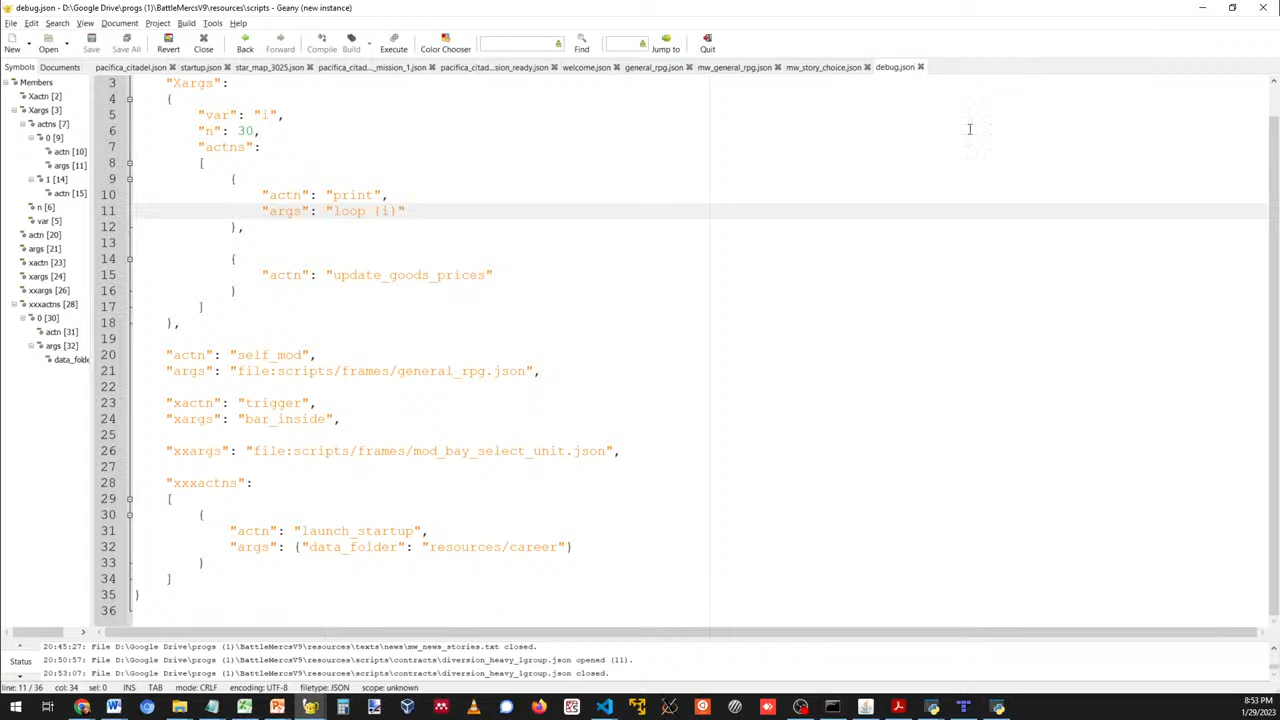 debug.json - D:\Google Drive\progs (1)\BattleMercsV9\resources\scripts - Geany (new instance)
File Edit Search View Document Project Build Tools Help
New Open Save Save All Revert Close Back Forward Compile Build Execute Color Chooser Find Jump to Quit
Symbols Documents pacifica_citadel.json startup.json star_map_3025.json pacifica_citad..._mission_1.json pacifica_citad...sion_ready.json welcome.json general_rpg.json mw_general_rpg.json mw_story_choice.json debug.json
Members
Xactn [2]
Xargs [3]
actns [7]
0 [9]
actn [10]
args [11]
1 [14]
actn [15]
n [6]
var [5]
actn [20]
args [21]
xactn [23]
xargs [24]
xxargs [26]
xxxactns [28]
0 [30]
actn [31]
args [32]
data_folde
3 "Xargs":
4 {
5 "var": "i",
6 "n": 30,
7 "actns":
8 [
9 {
10 "actn": "print",
11 "args": "loop {i}"
12 },
13
14 {
15 "actn": "update_goods_prices"
16 }
17 ]
18 },
19
20 "actn": "self_mod",
21 "args": "file:scripts/frames/general_rpg.json",
22
23 "xactn": "trigger",
24 "xargs": "bar_inside",
25
26 "xxargs": "file:scripts/frames/mod_bay_select_unit.json",
27
28 "xxxactns":
29 [
30 {
31 "actn": "launch_startup",
32 "args": {"data_folder": "resources/career"}
33 }
34 ]
35 }
36
Status
20:45:27: File D:\Google Drive\progs (1)\BattleMercsV9\resources\texts\news\mw_news_stories.txt closed.
20:50:57: File D:\Google Drive\progs (1)\BattleMercsV9\resources\scripts\contracts\diversion_heavy_1group.json opened (11).
20:53:07: File D:\Google Drive\progs (1)\BattleMercsV9\resources\scripts\contracts\diversion_heavy_1group.json closed.
line: 11 / 36 col: 34 sel: 0 INS TAB mode: CRLF encoding: UTF-8 filetype: JSON scope: unknown
8:53 PM
1/29/2023